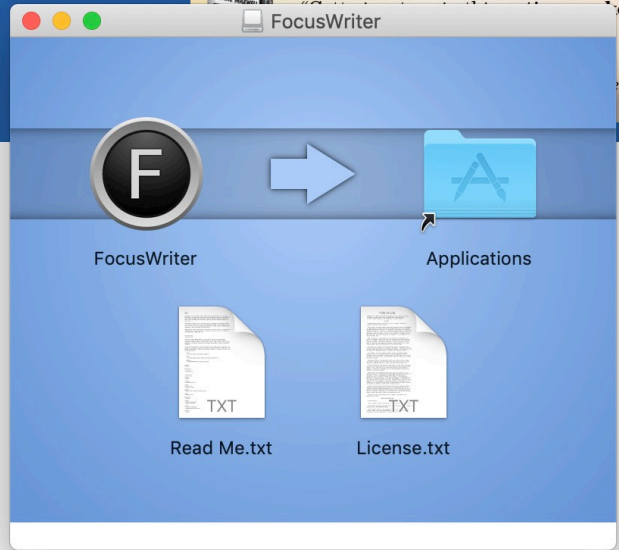 FocusWriter
F
FocusWriter
Applications
TXT
TXT
Read Me.txt
License.txt